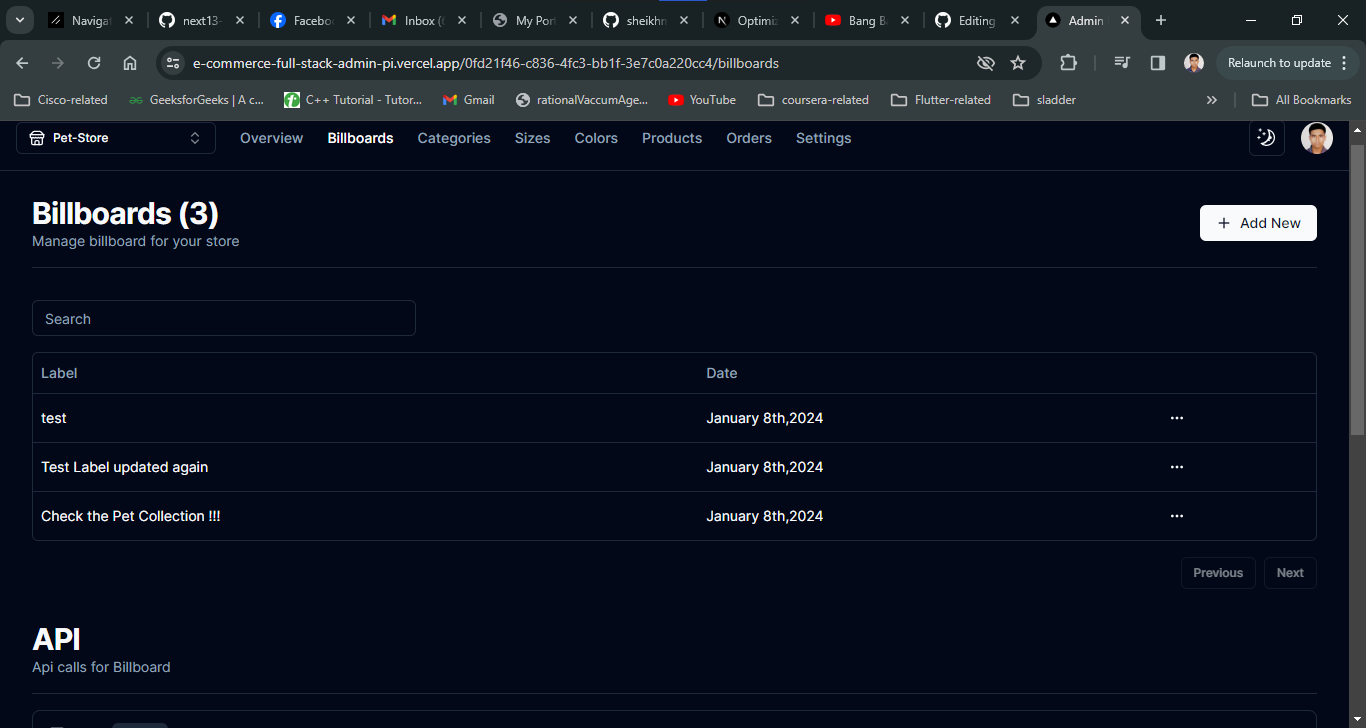 Navigat next13- Facebo Inbox ( My Port sheikhn Optimiz Bang B Editing Admin
e-commerce-full-stack-admin-pi.vercel.app/0fd21f46-c836-4fc3-bb1f-3e7c0a220cc4/billboards Relaunch to update
Cisco-related GeeksforGeeks | A c... C++ Tutorial - Tutor... Gmail rationalVaccumAge... YouTube coursera-related Flutter-related sladder All Bookmarks
Pet-Store Overview Billboards Categories Sizes Colors Products Orders Settings
Billboards (3)
Manage billboard for your store
+ Add New
Search
Label Date
test January 8th,2024 ...
Test Label updated again January 8th,2024 ...
Check the Pet Collection !!! January 8th,2024 ...
Previous Next
API
Api calls for Billboard